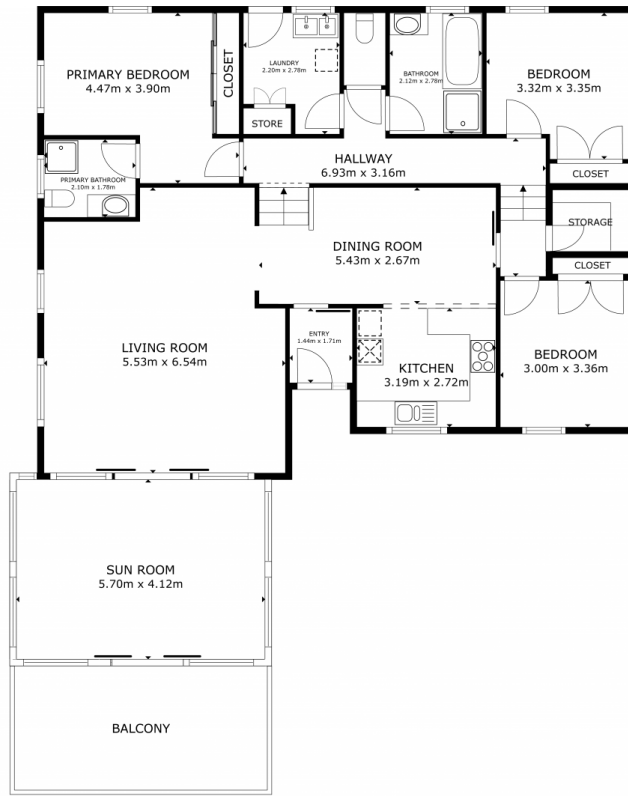 PRIMARY BEDROOM
4.47m x 3.90m
CLOSET
LAUNDRY
2.20m x 2.78m
STORE
BATHROOM
2.12m x 2.78m
BEDROOM
3.32m x 3.35m
CLOSET
PRIMARY BATHROOM
2.10m x 1.78m
HALLWAY
6.93m x 3.16m
STORAGE
DINING ROOM
5.43m x 2.67m
CLOSET
LIVING ROOM
5.53m x 6.54m
ENTRY
1.44m x 1.71m
KITCHEN
3.19m x 2.72m
BEDROOM
3.00m x 3.36m
SUN ROOM
5.70m x 4.12m
BALCONY